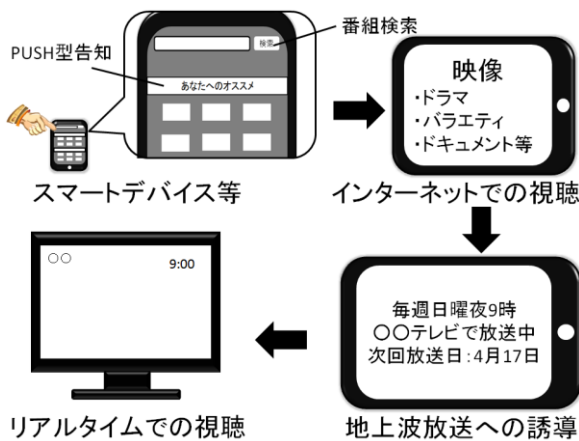 番組検索
PUSH型告知
検索
あなたへのオススメ
スマートデバイス等
映像
・ドラマ
・バラエティ
・ドキュメント等
インターネットでの視聴
毎週日曜夜9時
〇〇テレビで放送中
次回放送日:4月17日
地上波放送への誘導
〇〇
9:00
リアルタイムでの視聴